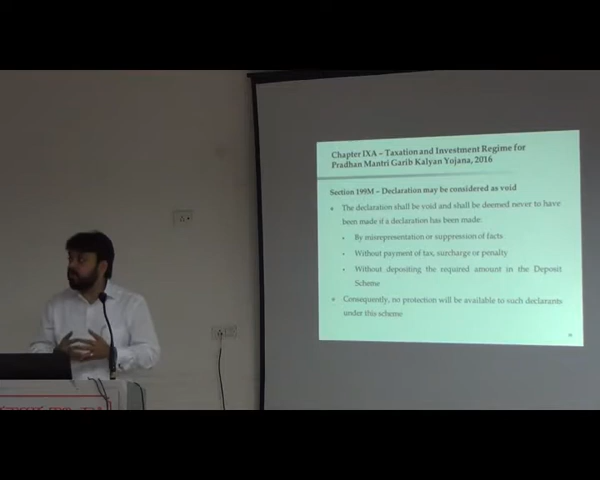 Chapter IXA – Taxation and Investment Regime for
Pradhan Mantri Garib Kalyan Yojana, 2016
Section 199M – Declaration may be considered as void
• The declaration shall be void and shall be deemed never to have
been made if a declaration has been made:
• By misrepresentation or suppression of facts
• Without payment of tax, surcharge or penalty
• Without depositing the required amount in the Deposit
Scheme
• Consequently, no protection will be available to such declarants
under this scheme